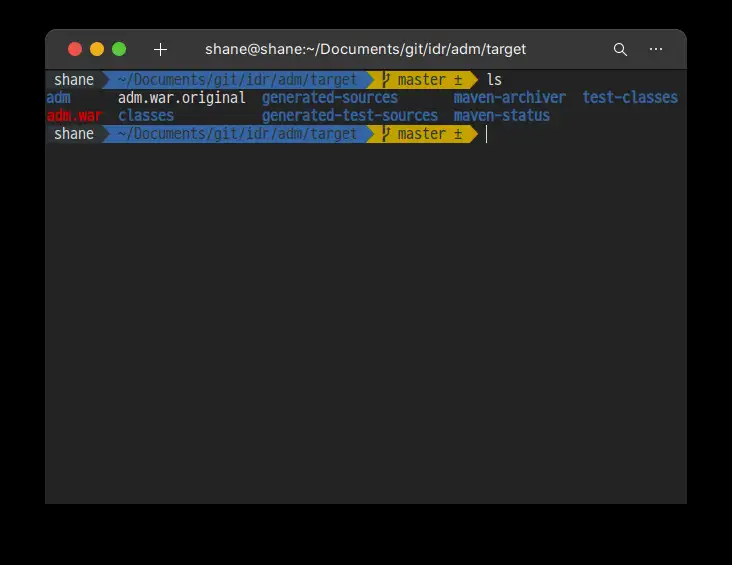 shane@shane:~/Documents/git/idr/adm/target
shane ~/Documents/git/idr/adm/target master ± ls
adm adm.war.original generated-sources maven-archiver test-classes
adm.war classes generated-test-sources maven-status
shane ~/Documents/git/idr/adm/target master ±